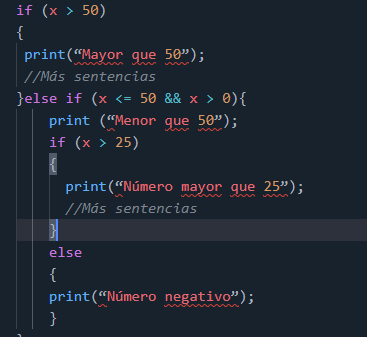 if (x > 50)
{
print(“Mayor que 50”);
//Más sentencias
}else if (x <= 50 && x > 0){
print (“Menor que 50”);
if (x > 25)
{
print(“Número mayor que 25”);
//Más sentencias
}
else
{
print(“Número negativo”);
}
}